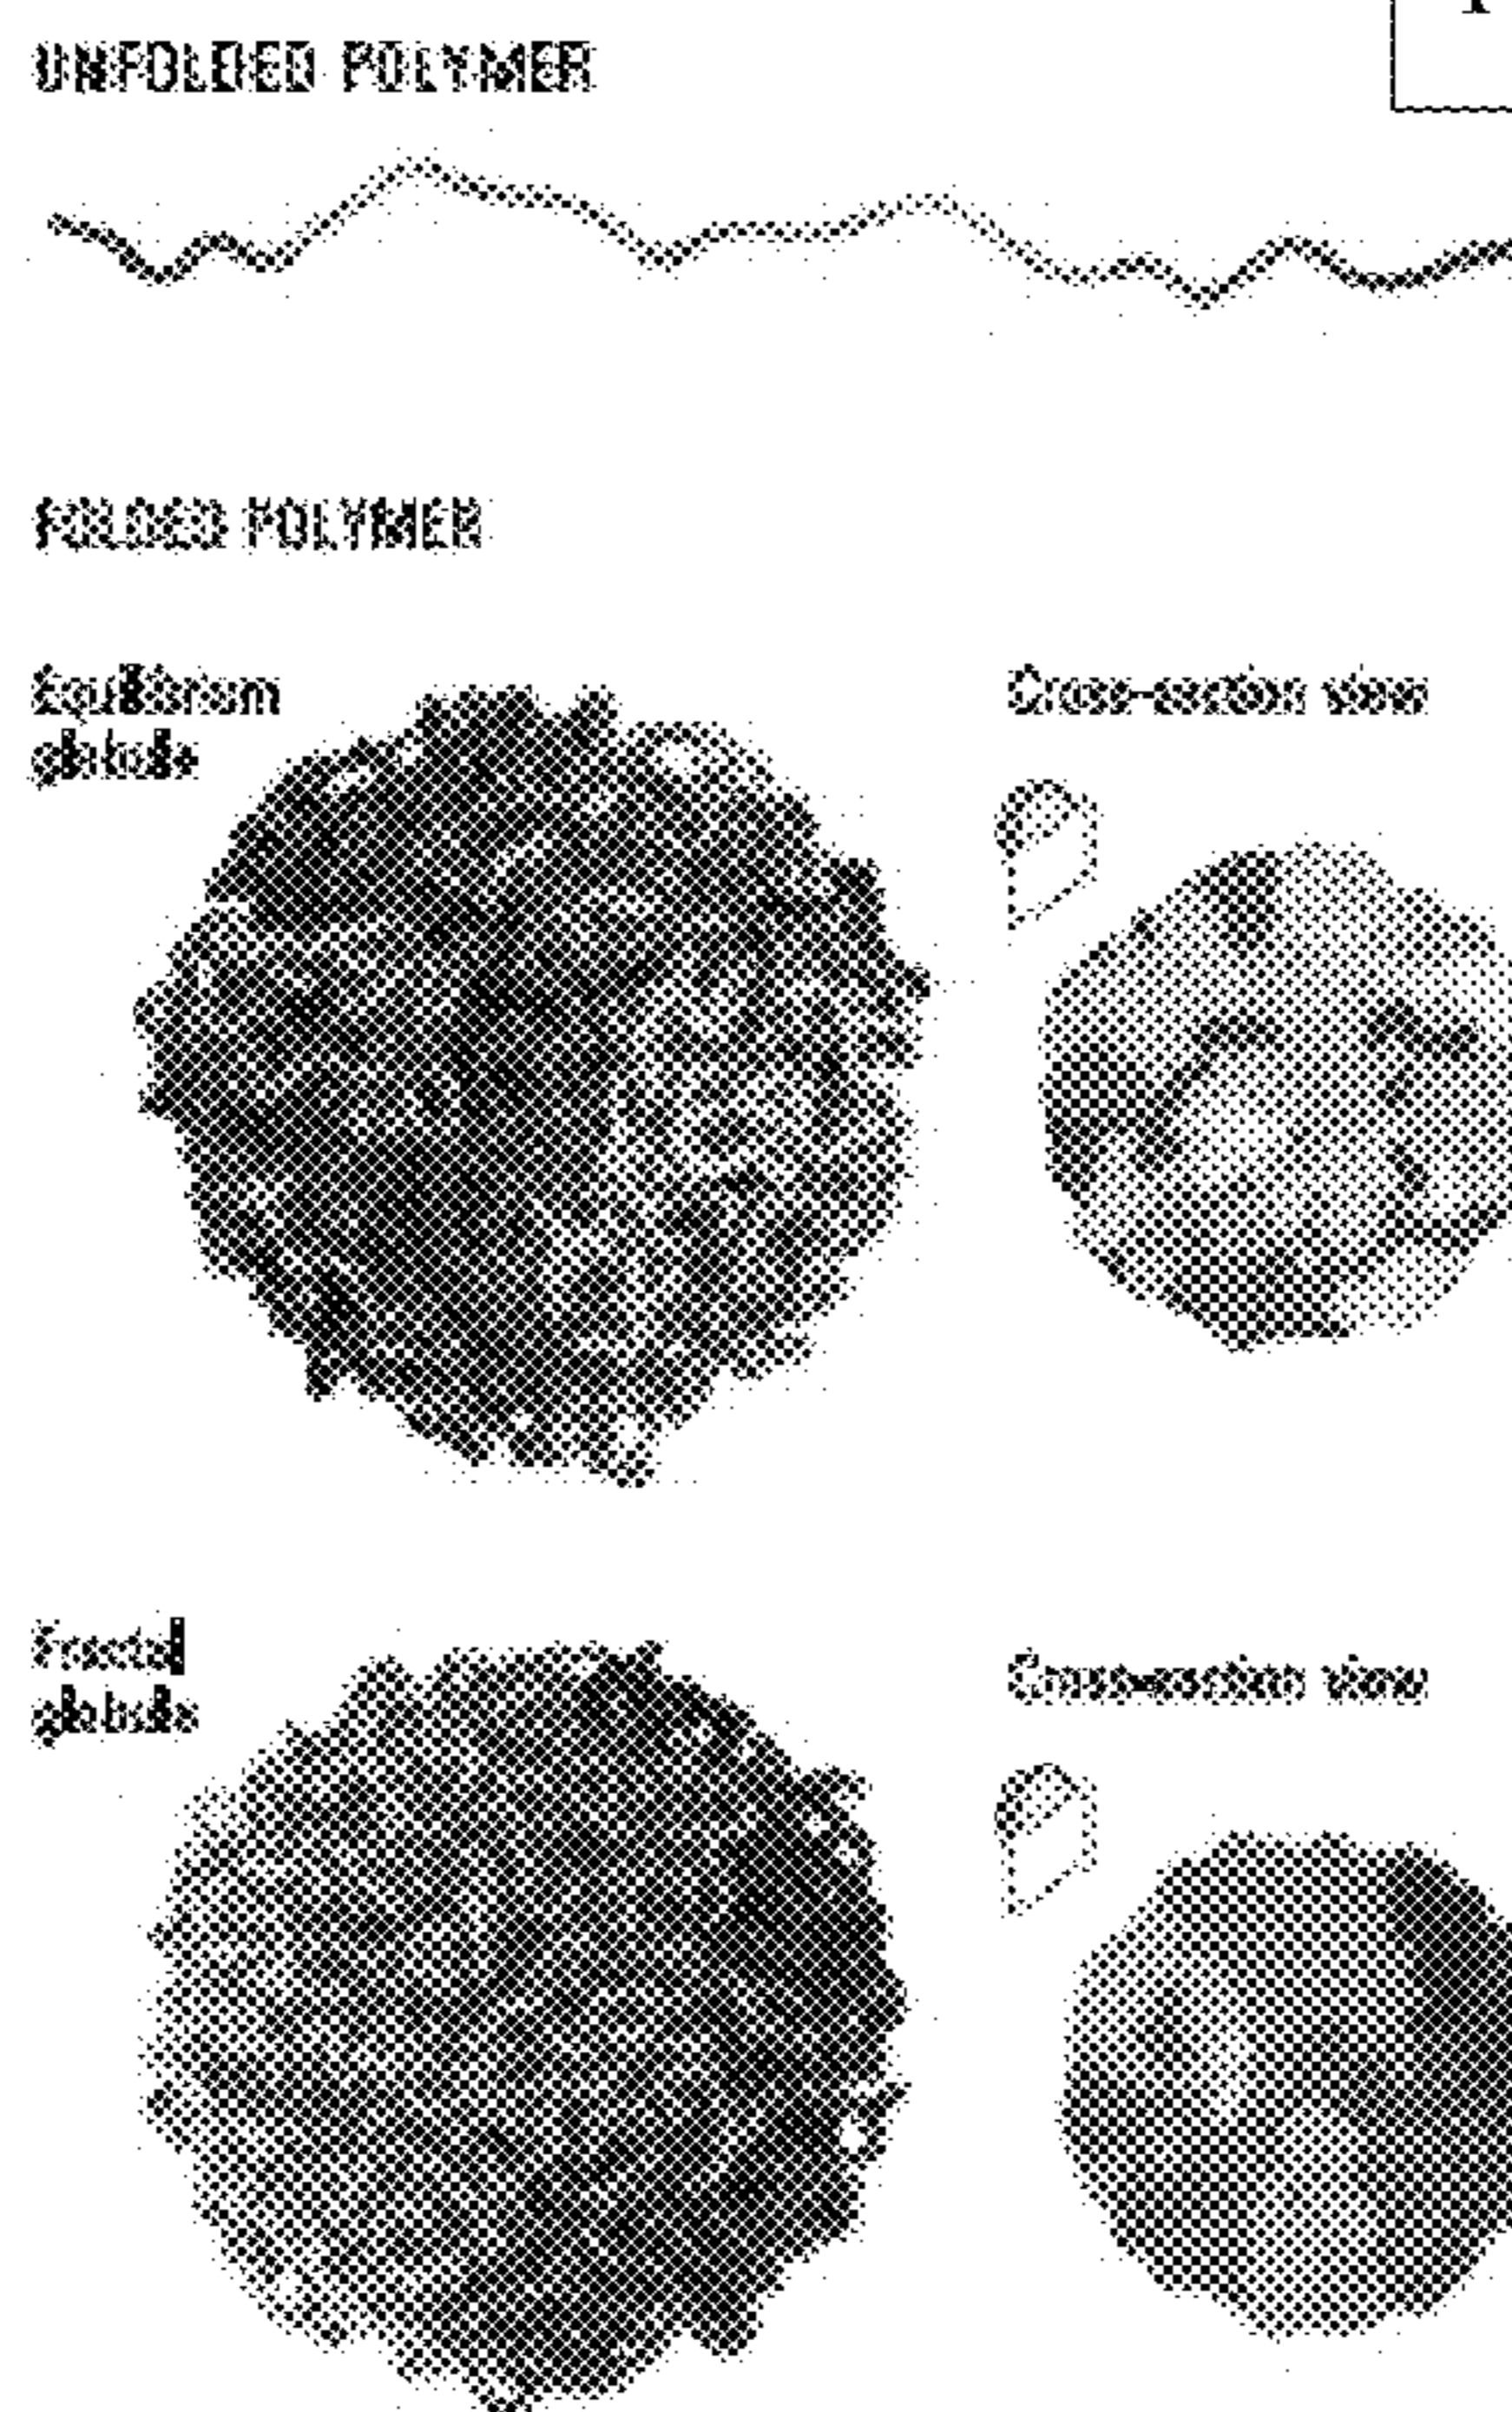 UNFOLDED POLYMER
FOLDED POLYMER
Equilibrium
globule
Cross-section view
Fractal
globule
Cross-section view